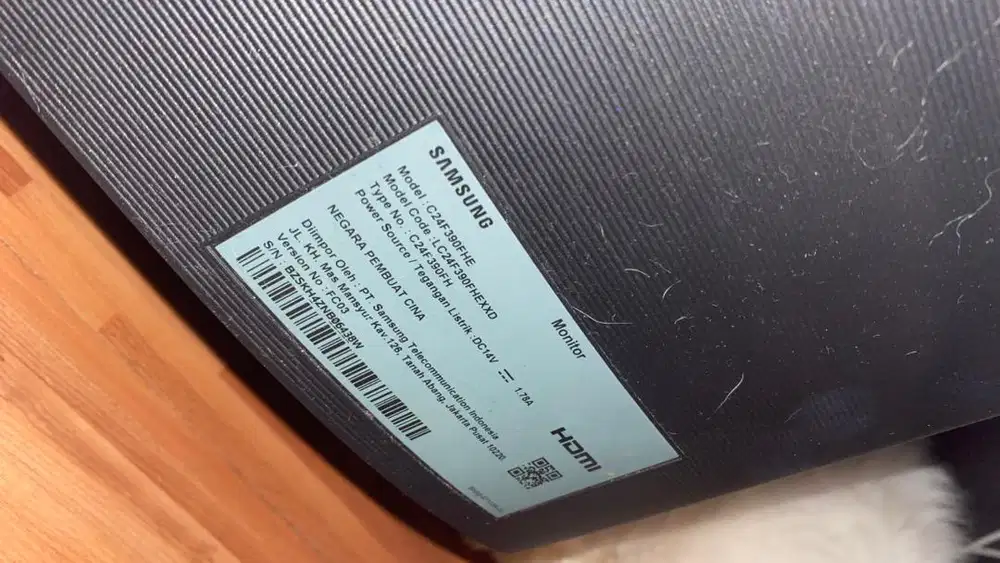 SAMSUNG
Monitor
Model : C24F390FHE
Model Code : LC24F390FHEXXD
Type No. : C24F390FH
Power Source / Tegangan Listrik : DC14V ⎓ 1.78A
NEGARA PEMBUAT CINA
Diimpor Oleh : PT. Samsung Telecommunication Indonesia
JL. KH. Mas Mansyur Kav.126, Tanah Abang, Jakarta Pusat 10220.
Version No : FC03
S/N : BZSKH4ZNB06438W
HDMI